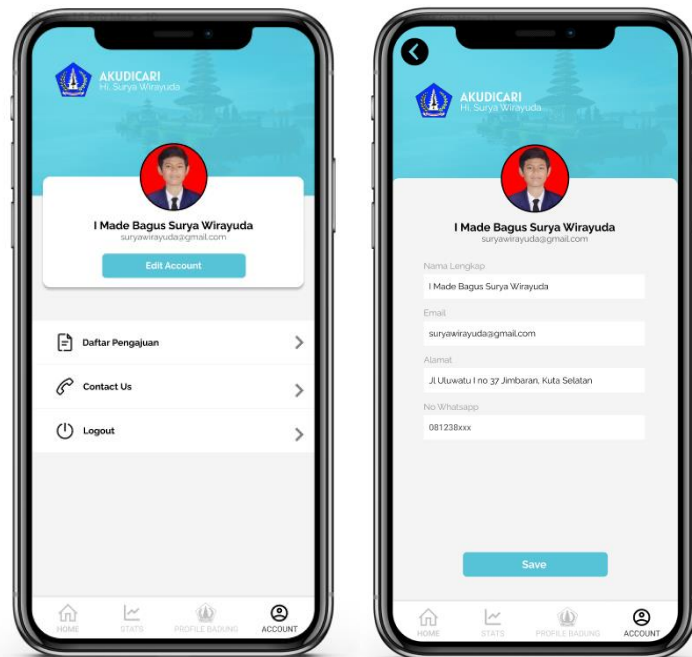 AKUDICARI
Hi, Surya Wirayuda
I Made Bagus Surya Wirayuda
suryawirayuda@gmail.com
Edit Account
Daftar Pengajuan
Contact Us
Logout
HOME
STATS
PROFILE BADUNG
ACCOUNT
AKUDICARI
Hi, Surya Wirayuda
I Made Bagus Surya Wirayuda
suryawirayuda@gmail.com
Nama Lengkap
I Made Bagus Surya Wirayuda
Email
suryawirayuda@gmail.com
Alamat
Jl Uluwatu I no 37 Jimbaran, Kuta Selatan
No Whatsapp
081238xxx
Save
HOME
STATS
PROFILE BADUNG
ACCOUNT